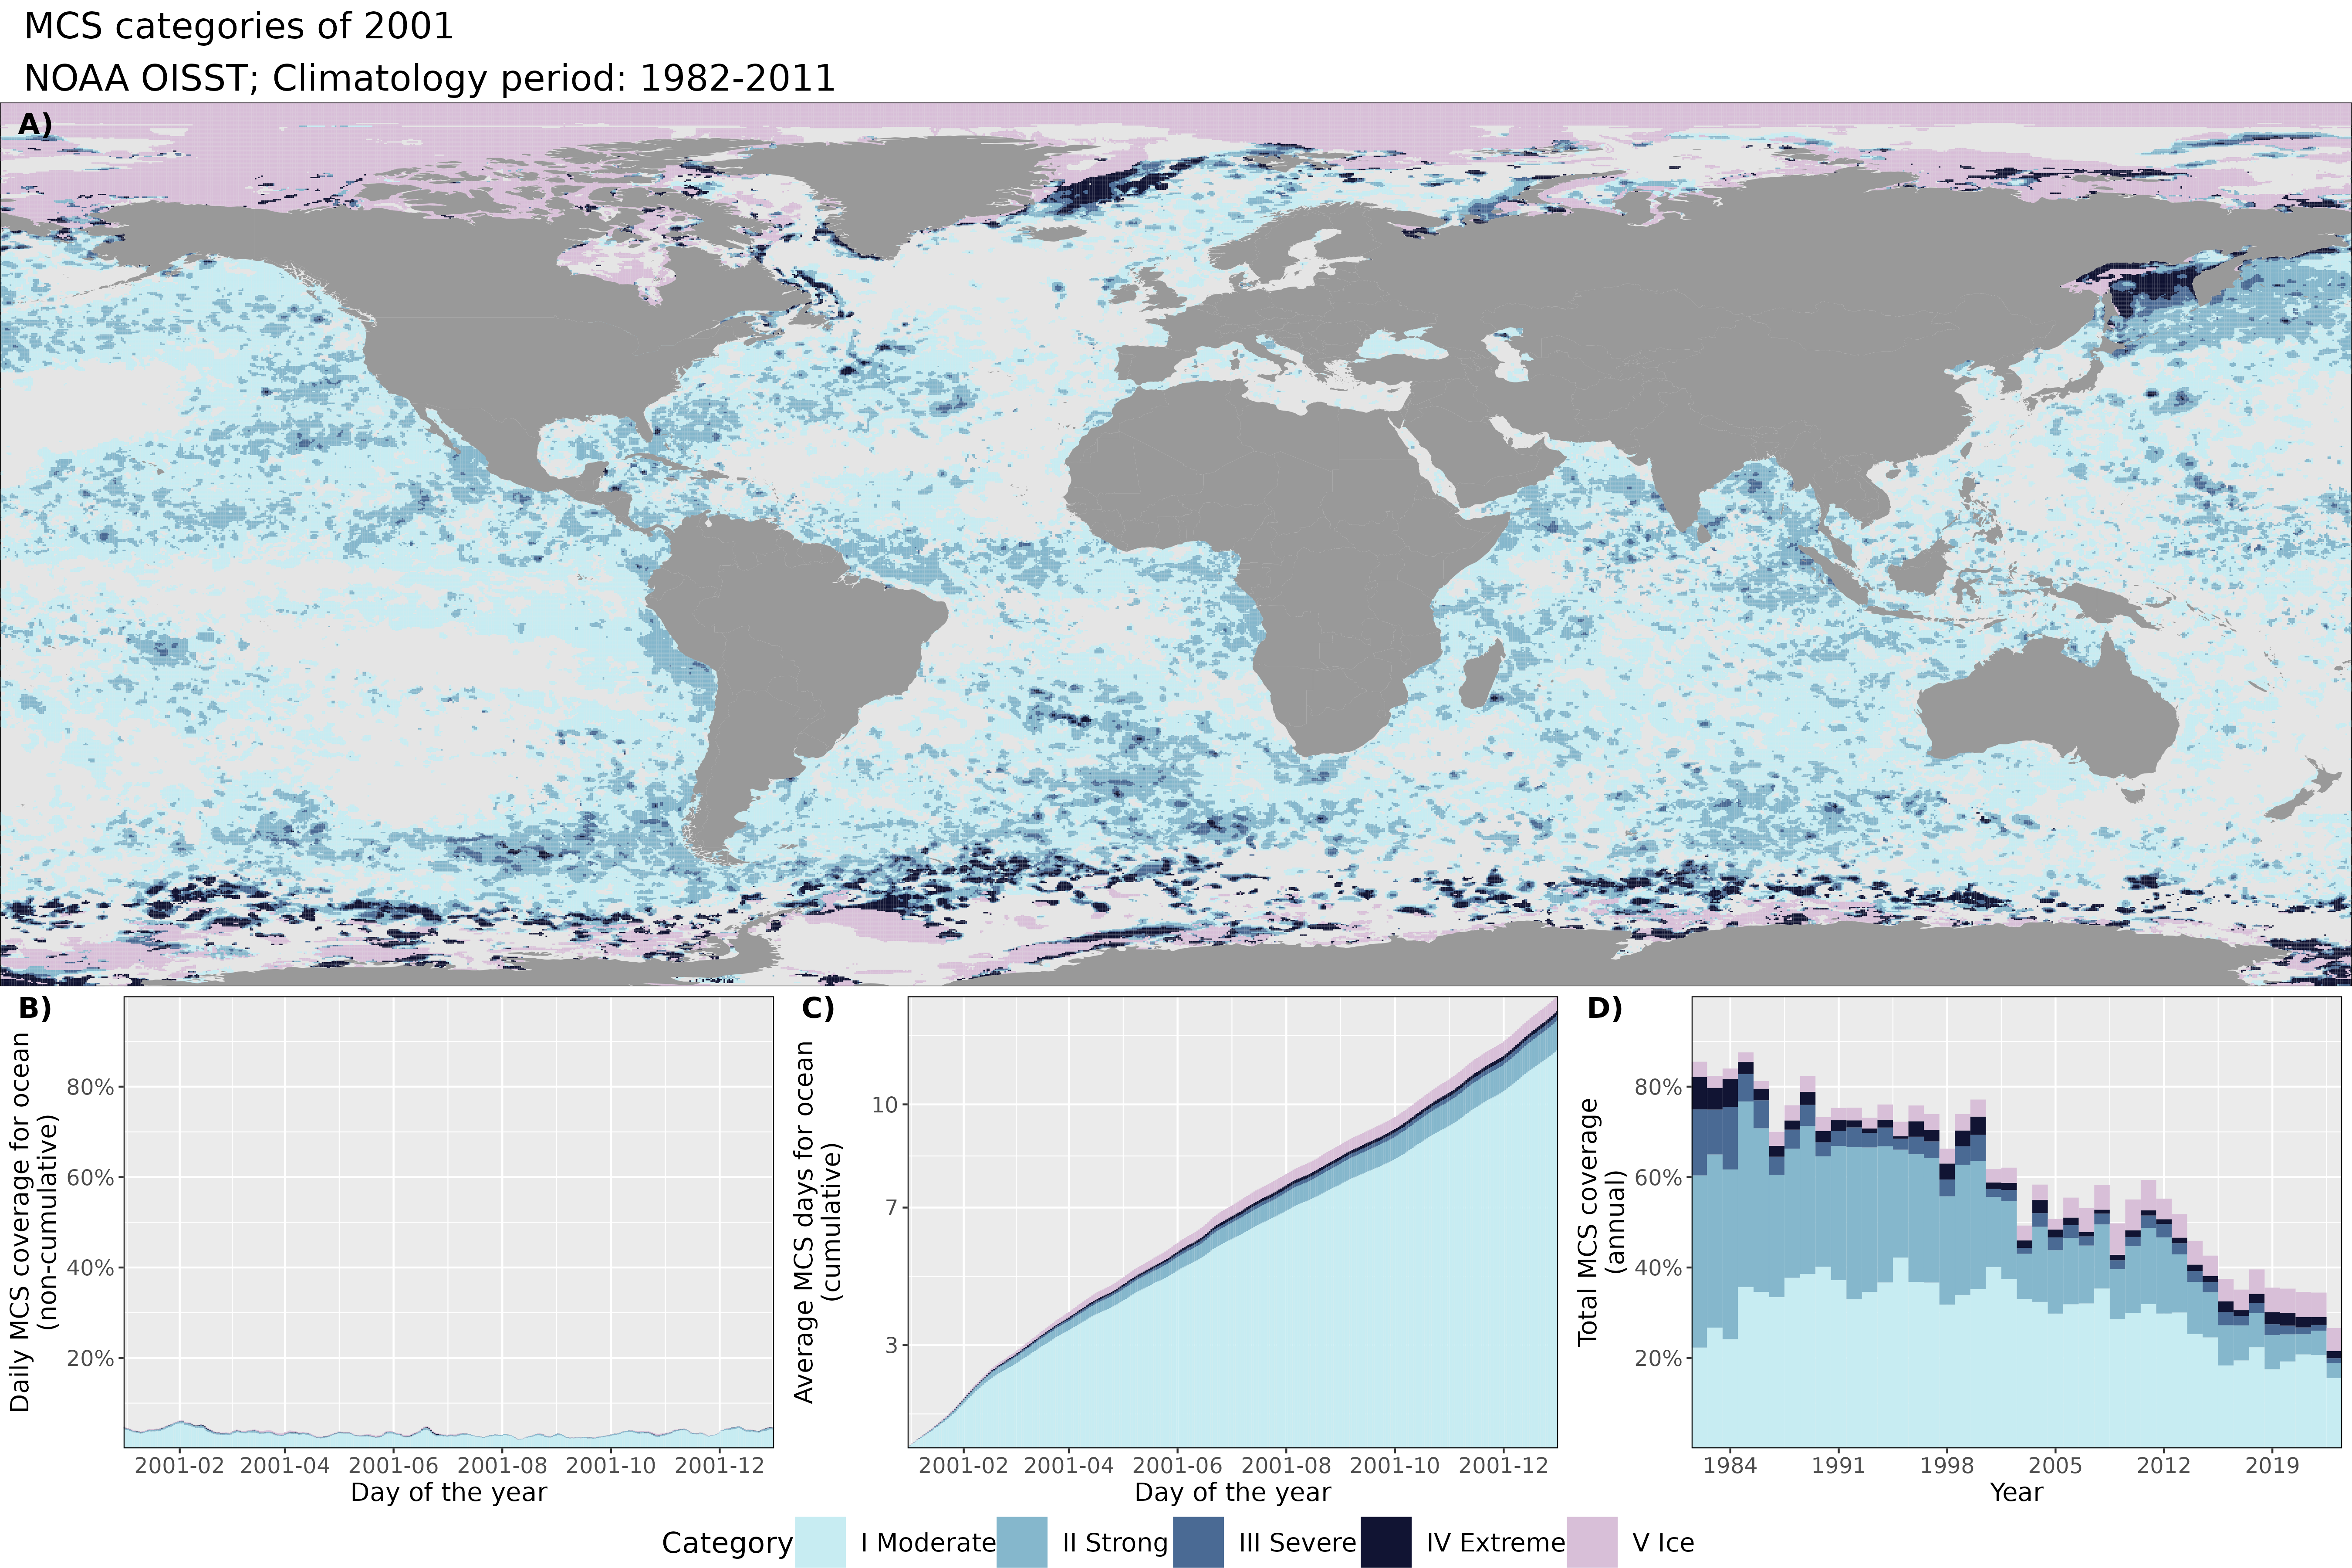 MCS categories of 2001
NOAA OISST; Climatology period: 1982-2011
A)
B)
Daily MCS coverage for ocean
(non-cumulative)
80%
60%
40%
20%
2001-02 2001-04 2001-06 2001-08 2001-10 2001-12
Day of the year
C)
Average MCS days for ocean
(cumulative)
10
7
3
2001-02 2001-04 2001-06 2001-08 2001-10 2001-12
Day of the year
D)
Total MCS coverage
(annual)
80%
60%
40%
20%
1984 1991 1998 2005 2012 2019
Year
Category I Moderate II Strong III Severe IV Extreme V Ice